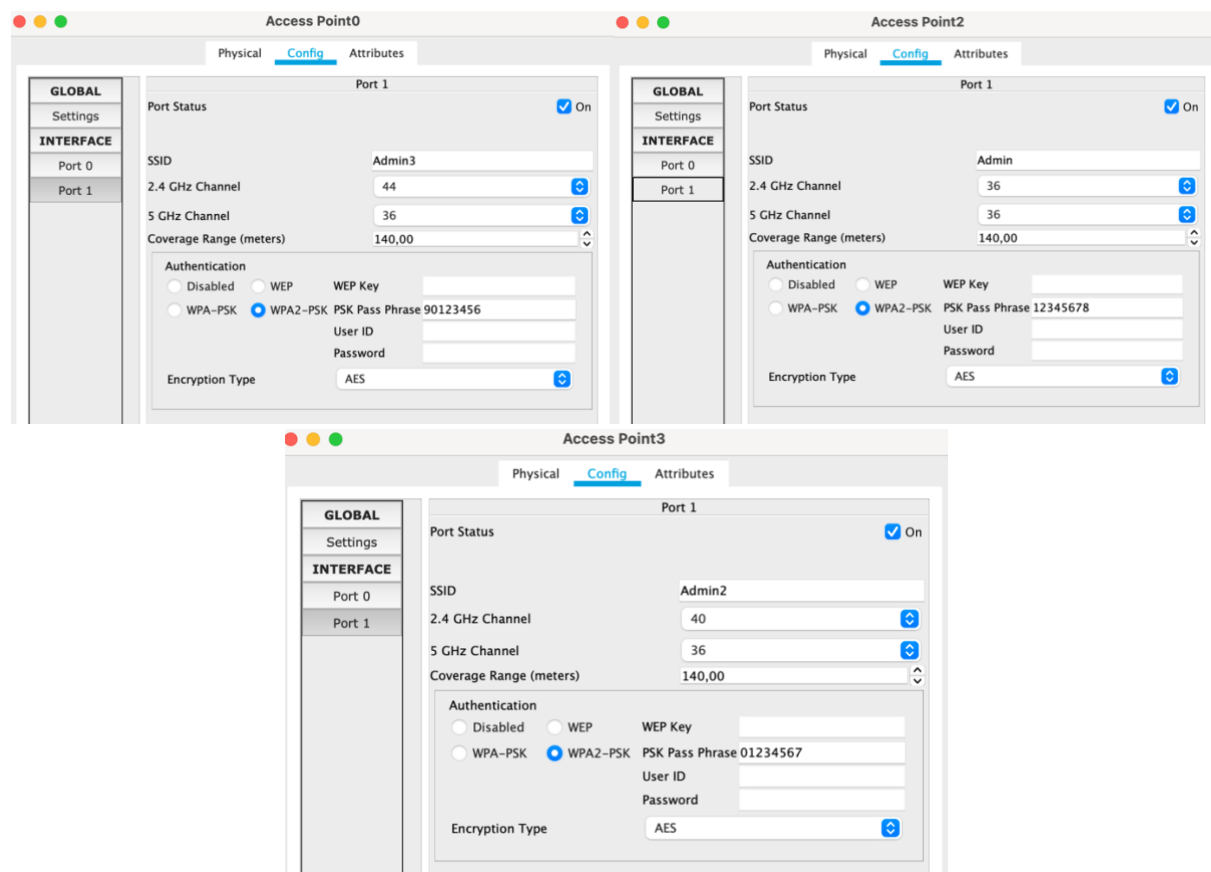 Access Point0
Physical Config Attributes
GLOBAL
Settings
INTERFACE
Port 0
Port 1
Port 1
Port Status On
SSID Admin3
2.4 GHz Channel 44
5 GHz Channel 36
Coverage Range (meters) 140,00
Authentication
Disabled WEP WEP Key
WPA-PSK WPA2-PSK PSK Pass Phrase 90123456
User ID
Password
Encryption Type AES
Access Point2
Physical Config Attributes
GLOBAL
Settings
INTERFACE
Port 0
Port 1
Port 1
Port Status On
SSID Admin
2.4 GHz Channel 36
5 GHz Channel 36
Coverage Range (meters) 140,00
Authentication
Disabled WEP WEP Key
WPA-PSK WPA2-PSK PSK Pass Phrase 12345678
User ID
Password
Encryption Type AES
Access Point3
Physical Config Attributes
GLOBAL
Settings
INTERFACE
Port 0
Port 1
Port 1
Port Status On
SSID Admin2
2.4 GHz Channel 40
5 GHz Channel 36
Coverage Range (meters) 140,00
Authentication
Disabled WEP WEP Key
WPA-PSK WPA2-PSK PSK Pass Phrase 01234567
User ID
Password
Encryption Type AES